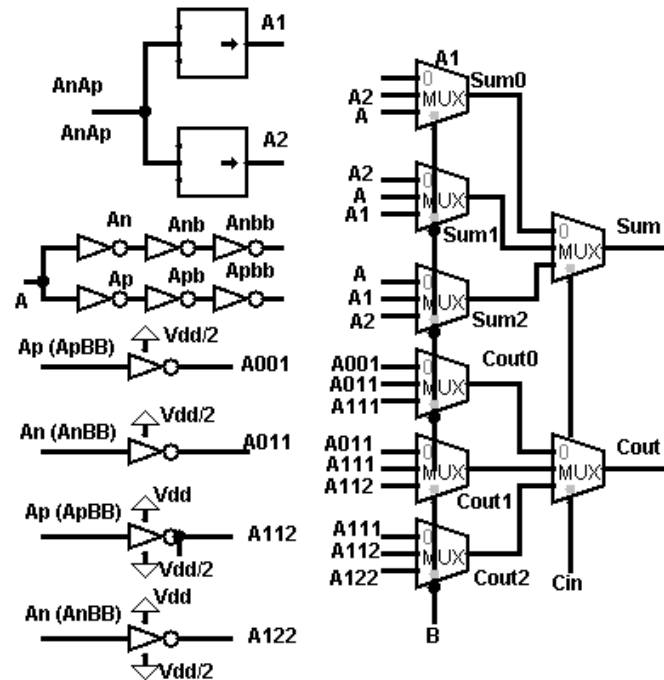 A1
AnAp
AnAp
A2
An
Anb
Anbb
Ap
Apb
Apbb
A
Vdd/2
Ap (ApBB)
A001
Vdd/2
An (AnBB)
A011
Vdd
Ap (ApBB)
A112
Vdd/2
Vdd
An (AnBB)
A122
Vdd/2
A1
Sum0
0
A2
MUX
A
A2
0
A
MUX
A1
Sum1
A
0
A1
MUX
A2
Sum2
0
MUX
Sum
A001
0
Cout0
A011
MUX
A111
A011
0
A111
MUX
A112
Cout1
A111
0
A112
MUX
A122
Cout2
0
MUX
Cout
Cin
B